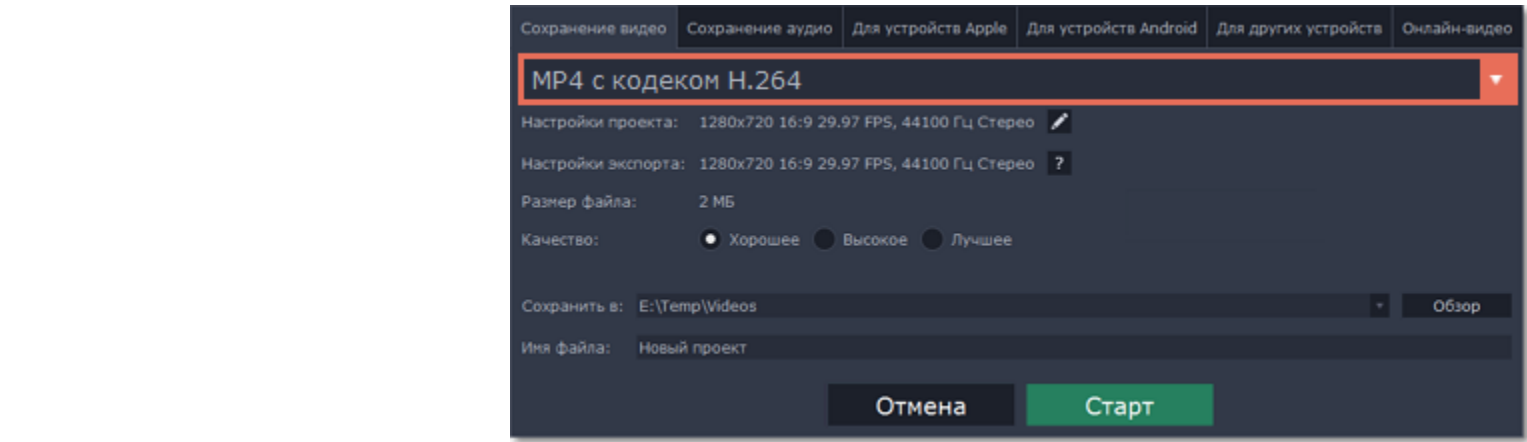 Сохранение видео Сохранение аудио Для устройств Apple Для устройств Android Для других устройств Онлайн-видео
MP4 с кодеком H.264
Настройки проекта: 1280x720 16:9 29.97 FPS, 44100 Гц Стерео
Настройки экспорта: 1280x720 16:9 29.97 FPS, 44100 Гц Стерео ?
Размер файла: 2 МБ
Качество: Хорошее Высокое Лучшее
Сохранить в: E:\Temp\Videos Обзор
Имя файла: Новый проект
Отмена Старт